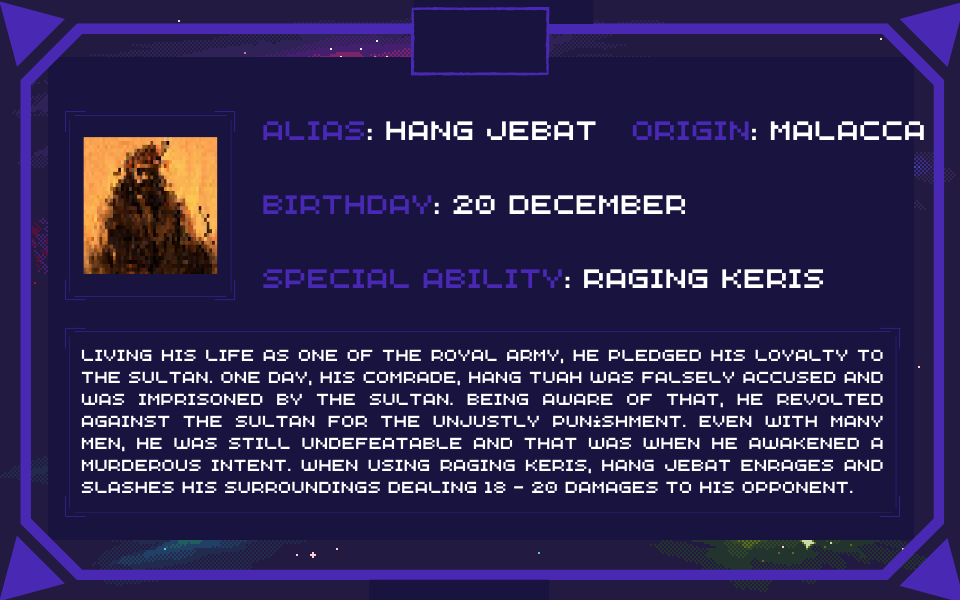 ALIAS: HANG JEBAT ORIGIN: MALACCA
BIRTHDAY: 20 DECEMBER
SPECIAL ABILITY: RAGING KERIS
LIVING HIS LIFE AS ONE OF THE ROYAL ARMY, HE PLEDGED HIS LOYALTY TO
THE SULTAN. ONE DAY, HIS COMRADE, HANG TUAH WAS FALSELY ACCUSED AND
WAS IMPRISONED BY THE SULTAN. BEING AWARE OF THAT, HE REVOLTED
AGAINST THE SULTAN FOR THE UNJUSTLY PUNiSHMENT. EVEN WITH MANY
MEN, HE WAS STILL UNDEFEATABLE AND THAT WAS WHEN HE AWAKENED A
MURDEROUS INTENT. WHEN USING RAGING KERIS, HANG JEBAT ENRAGES AND
SLASHES HIS SURROUNDINGS DEALING 18 - 20 DAMAGES TO HIS OPPONENT.